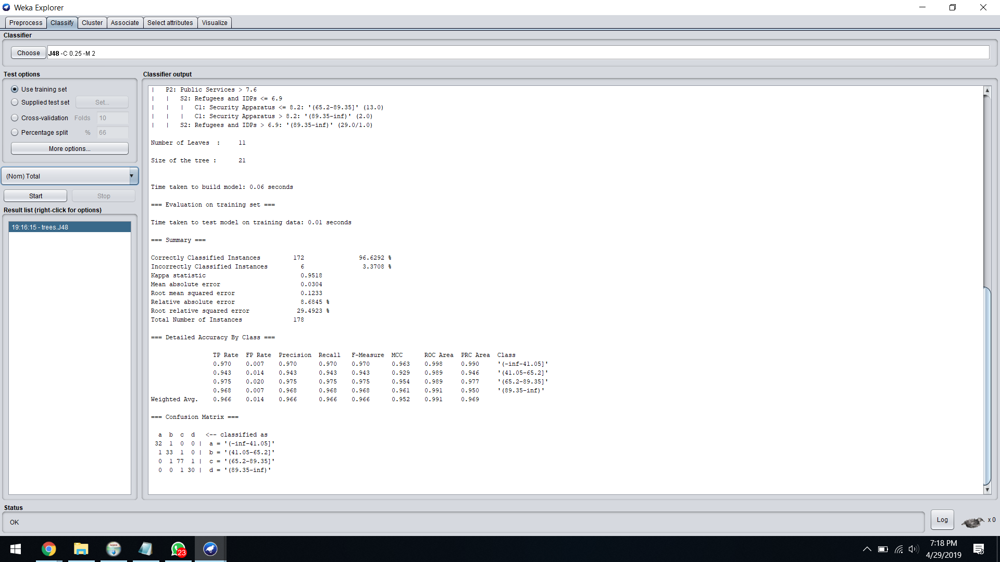 Weka Explorer
Preprocess Classify Cluster Associate Select attributes Visualize
Classifier
Choose J48 -C 0.25 -M 2
Test options
Use training set
Supplied test set Set...
Cross-validation Folds 10
Percentage split % 66
More options...
(Nom) Total
Start Stop
Result list (right-click for options)
19:16:15 - trees.J48
Classifier output
| P2: Public Services > 7.6
| | S2: Refugees and IDPs <= 6.9
| | | C1: Security Apparatus <= 8.2: '(65.2-89.35]' (13.0)
| | | C1: Security Apparatus > 8.2: '(89.35-inf)' (2.0)
| | S2: Refugees and IDPs > 6.9: '(89.35-inf)' (29.0/1.0)
Number of Leaves : 11
Size of the tree : 21
Time taken to build model: 0.06 seconds
=== Evaluation on training set ===
Time taken to test model on training data: 0.01 seconds
=== Summary ===
Correctly Classified Instances 172 96.6292 %
Incorrectly Classified Instances 6 3.3708 %
Kappa statistic 0.9518
Mean absolute error 0.0304
Root mean squared error 0.1233
Relative absolute error 8.6845 %
Root relative squared error 29.4923 %
Total Number of Instances 178
=== Detailed Accuracy By Class ===
TP Rate FP Rate Precision Recall F-Measure MCC ROC Area PRC Area Class
0.970 0.007 0.970 0.970 0.970 0.963 0.998 0.990 '(-inf-41.05]'
0.943 0.014 0.943 0.943 0.943 0.929 0.989 0.946 '(41.05-65.2]'
0.975 0.020 0.975 0.975 0.975 0.954 0.989 0.977 '(65.2-89.35]'
0.968 0.007 0.968 0.968 0.968 0.961 0.991 0.950 '(89.35-inf)'
Weighted Avg. 0.966 0.014 0.966 0.966 0.966 0.952 0.991 0.969
=== Confusion Matrix ===
a b c d <-- classified as
32 1 0 0 | a = '(-inf-41.05]'
1 33 1 0 | b = '(41.05-65.2]'
0 1 77 1 | c = '(65.2-89.35]'
0 0 1 30 | d = '(89.35-inf)'
Status
OK
Log
x 0
23
7:18 PM
4/29/2019